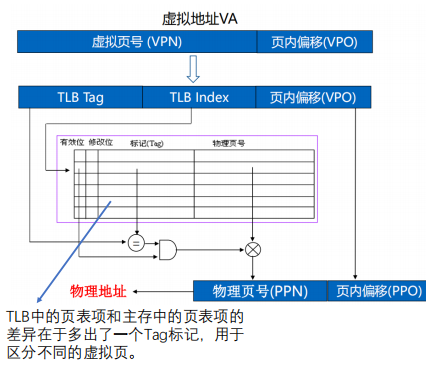 虚拟地址VA
虚拟页号 (VPN) 页内偏移(VPO)
TLB Tag TLB Index 页内偏移(VPO)
有效位 修改位 标记(Tag) 物理页号
=
物理地址 物理页号(PPN) 页内偏移(PPO)
TLB中的页表项和主存中的页表项的
差异在于多出了一个Tag标记，用于
区分不同的虚拟页。